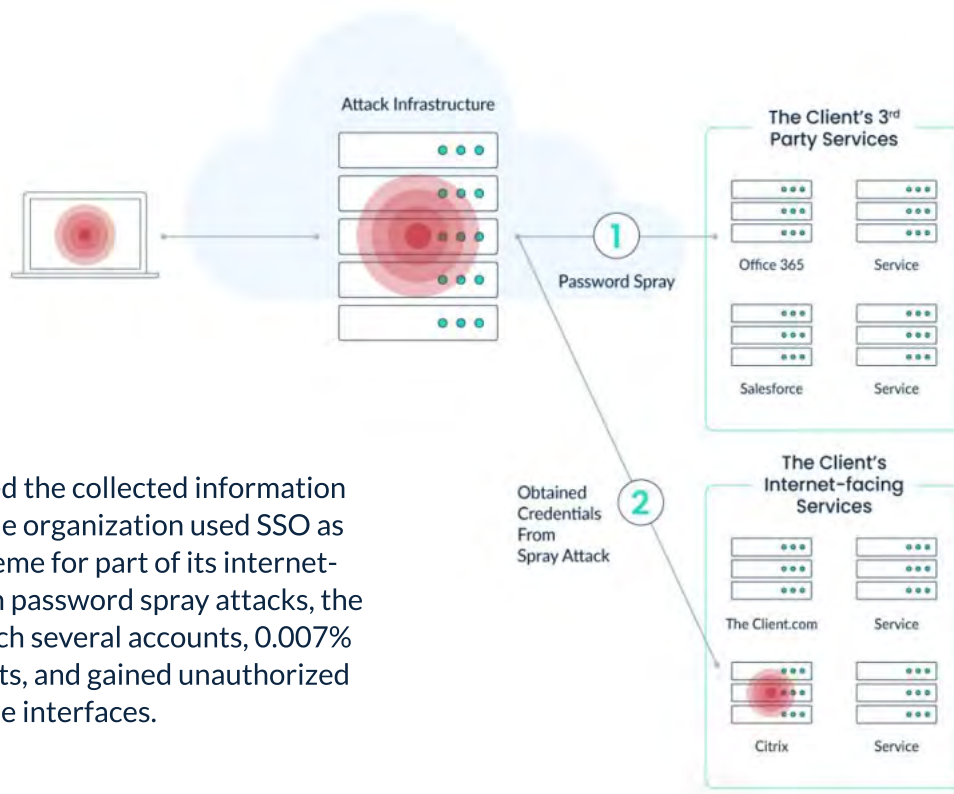 Attack Infrastructure
The Client's 3rd
Party Services
1
Password Spray
Office 365
Service
Salesforce
Service
ed the collected information
e organization used SSO as
eme for part of its internet-
n password spray attacks, the
ch several accounts, 0.007%
ts, and gained unauthorized
e interfaces.
Obtained
Credentials
From
Spray Attack
2
The Client's
Internet-facing
Services
The Client.com
Service
Citrix
Service